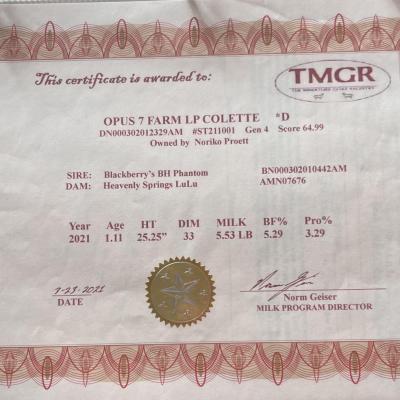 This certificate is awarded to:
TMGR
THE MINIATURE GOAT REGISTRY
OPUS 7 FARM LP COLETTE *D
DN000302012329AM #ST211001 Gen 4 Score 64.99
Owned by Noriko Proett
SIRE: Blackberry's BH Phantom BN000302010442AM
DAM: Heavenly Springs LuLu AMN07676
Year Age HT DIM MILK BF% Pro%
2021 1.11 25.25" 33 5.53 LB 5.29 3.29
9-23-2021
DATE
Norm Geiser
MILK PROGRAM DIRECTOR